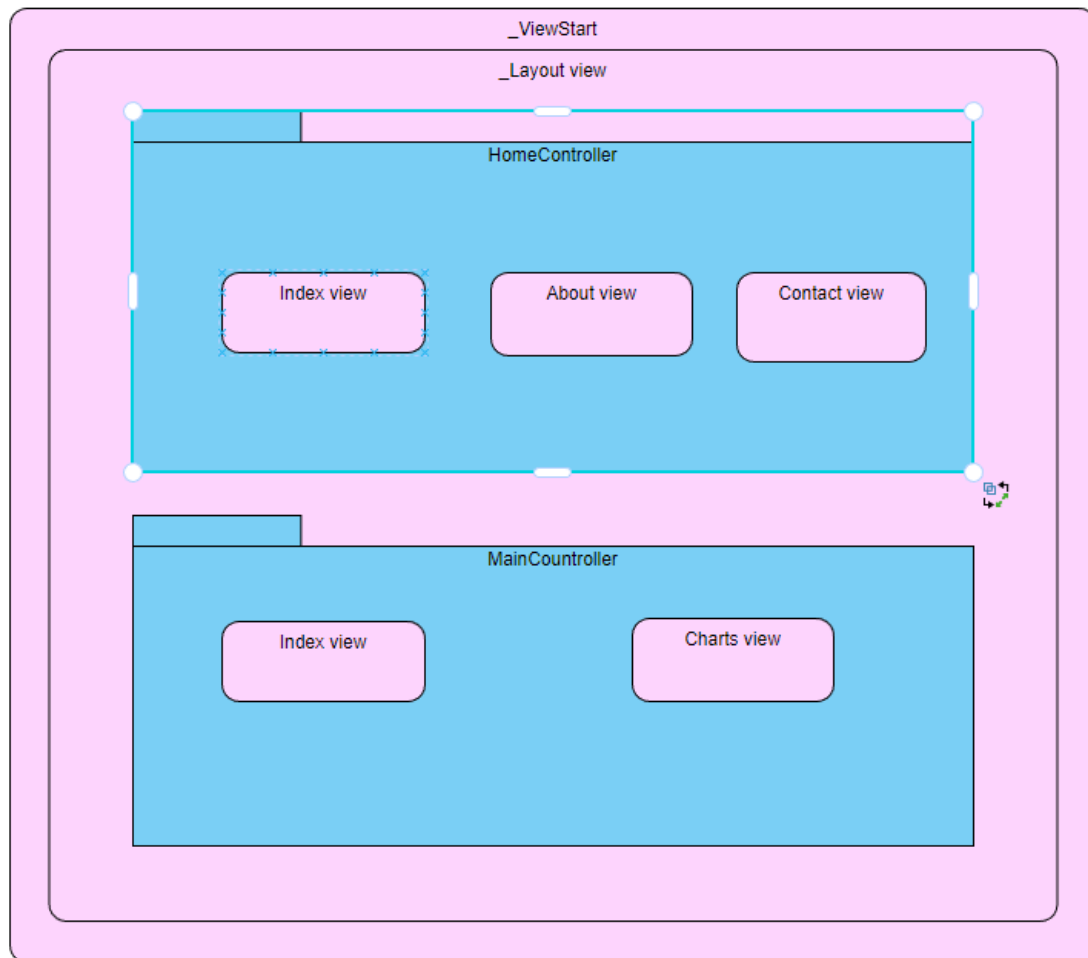 _ViewStart
_Layout view
HomeController
Index view
About view
Contact view
MainCountroller
Index view
Charts view